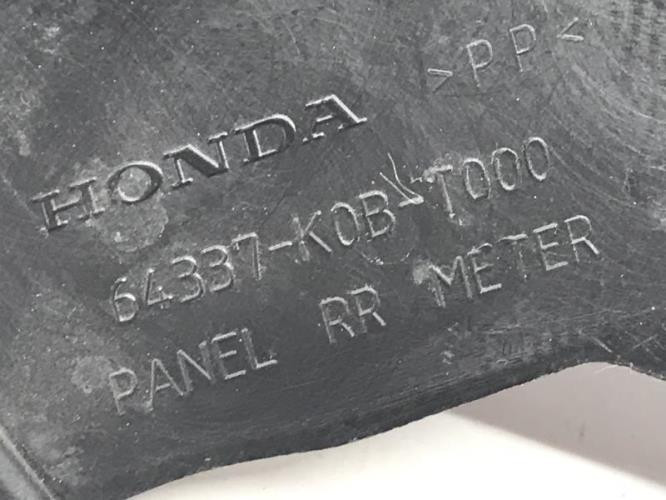 >PP<
HONDA
64337-K0B-T000
PANEL RR METER